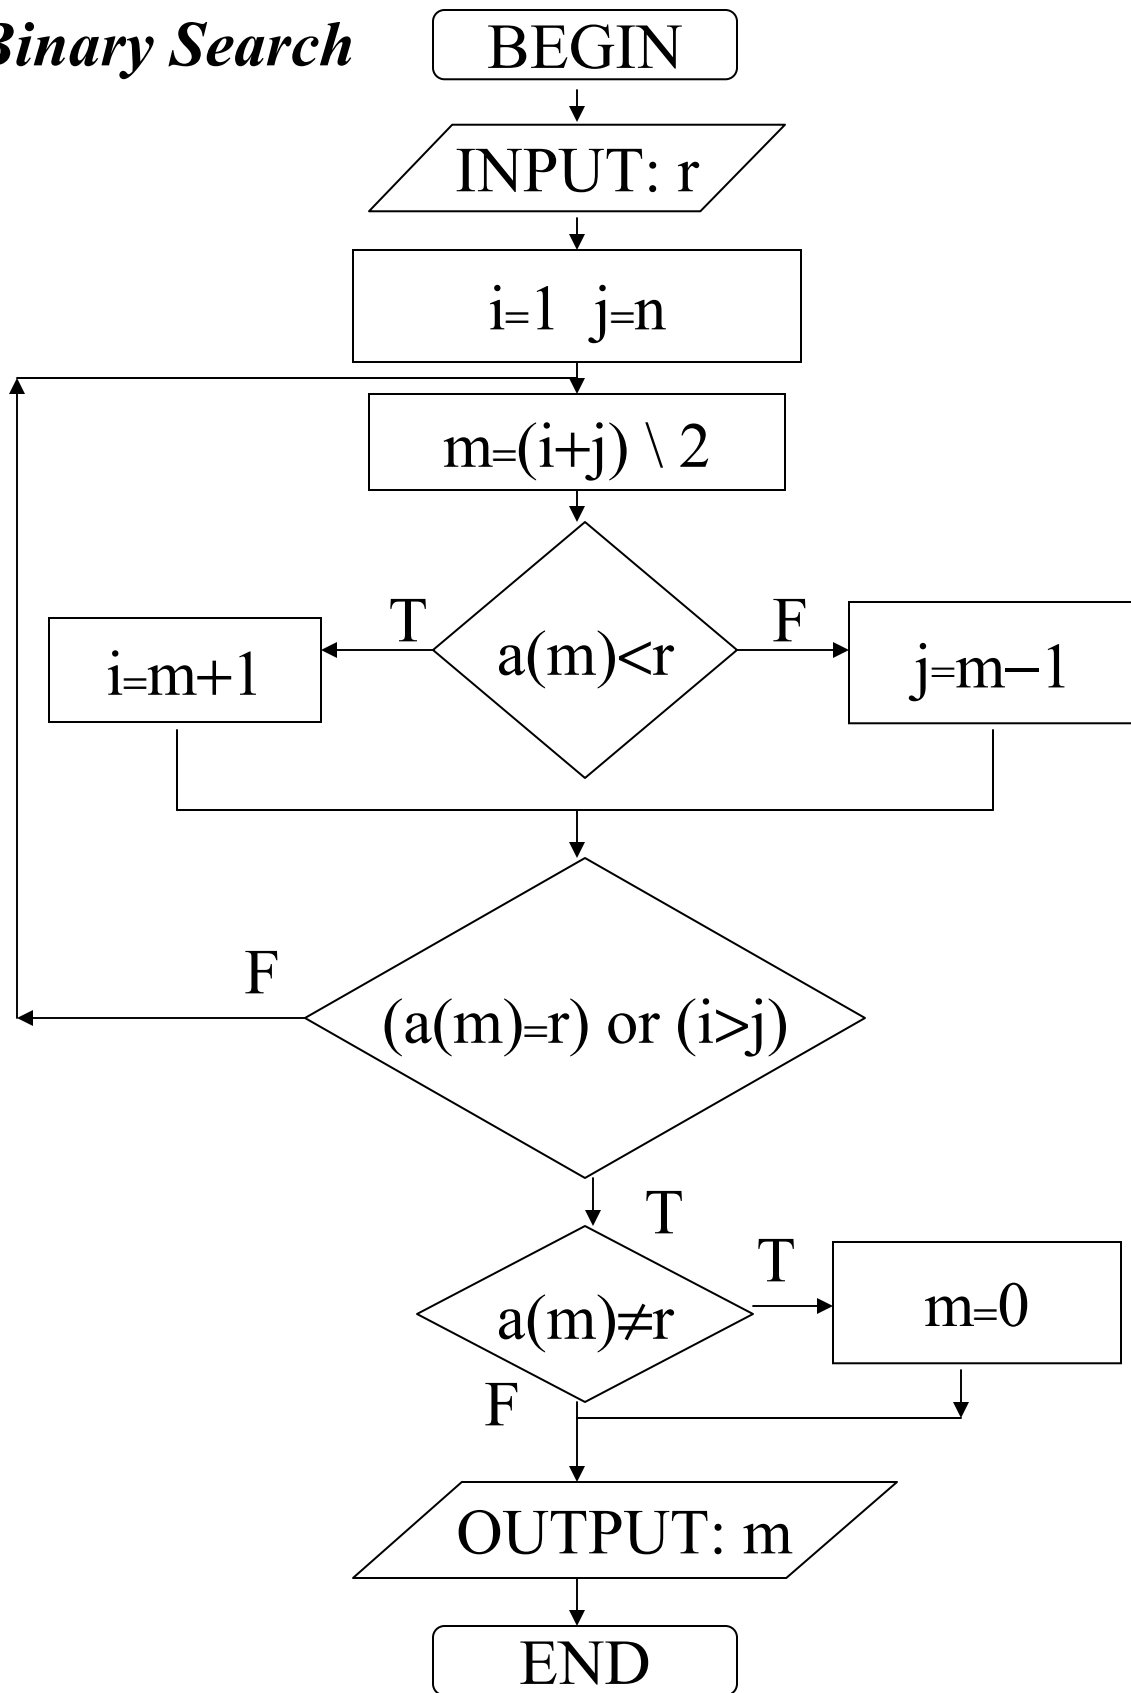 Binary Search
BEGIN
INPUT: r
i=1 j=n
m=(i+j) \ 2
T
F
a(m)<r
i=m+1
j=m−1
F
(a(m)=r) or (i>j)
T
T
a(m)≠r
m=0
F
OUTPUT: m
END